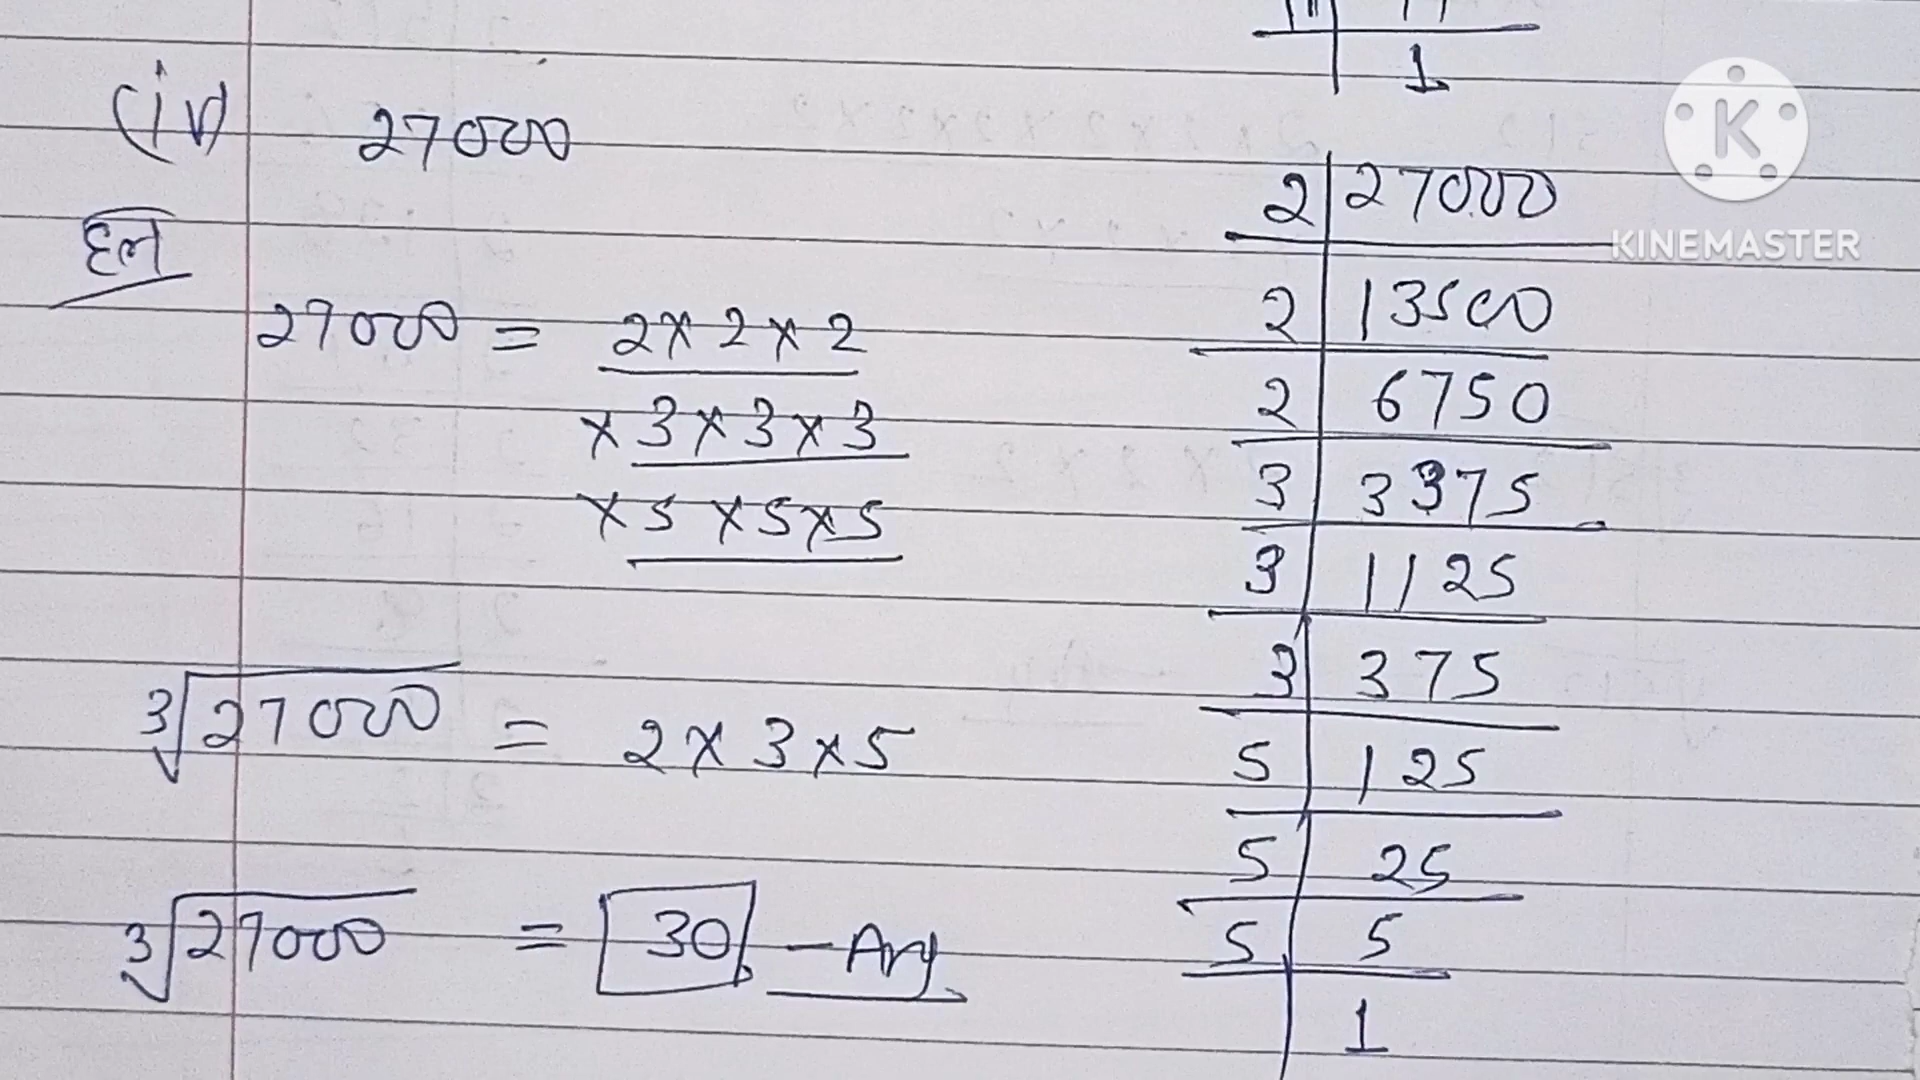 1
(iv) 27000
हल
27000 = 2×2×2
×3×3×3
×5×5×5
∛27000 = 2×3×5
∛27000 = 30 – Ans
2 | 27000
2 | 13500
2 | 6750
3 | 3375
3 | 1125
3 | 375
5 | 125
5 | 25
5 | 5
1
K
KINEMASTER